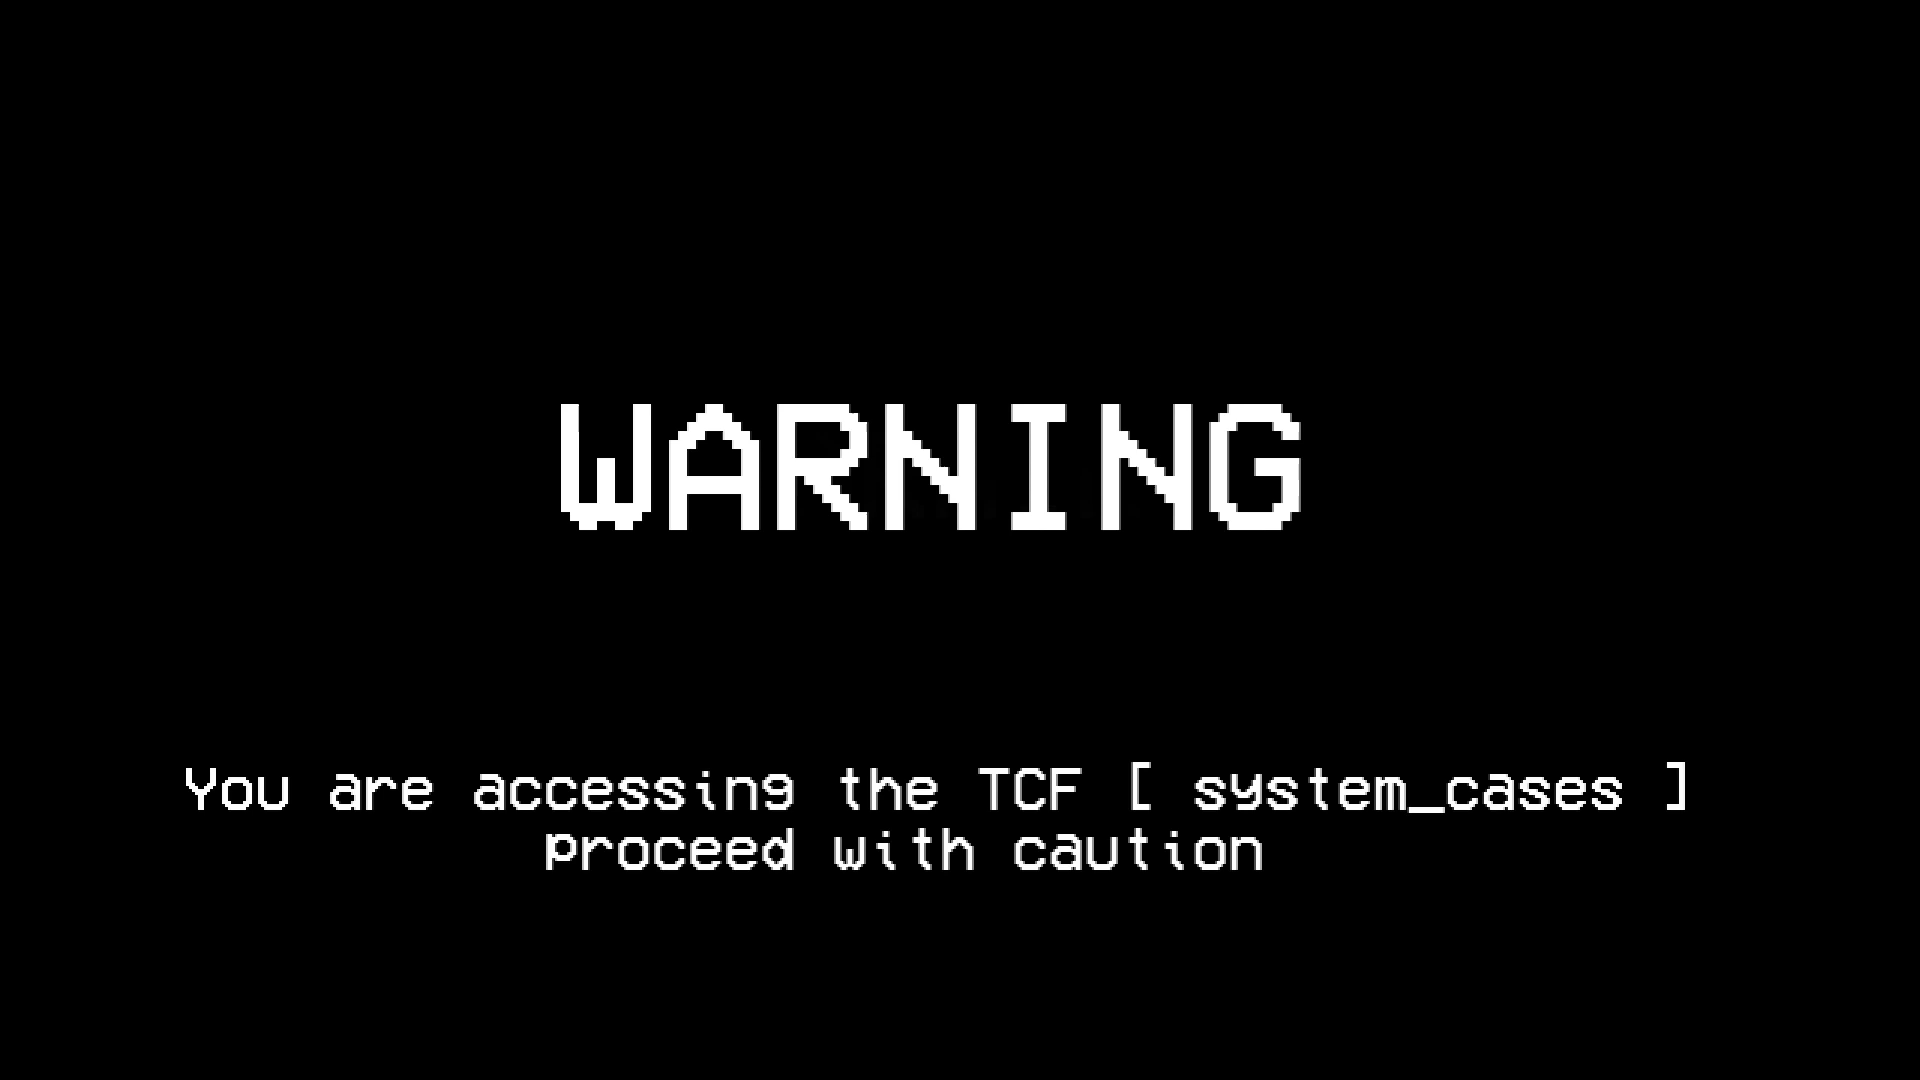 WARNING
You are accessing the TCF [ system_cases ]
proceed with caution